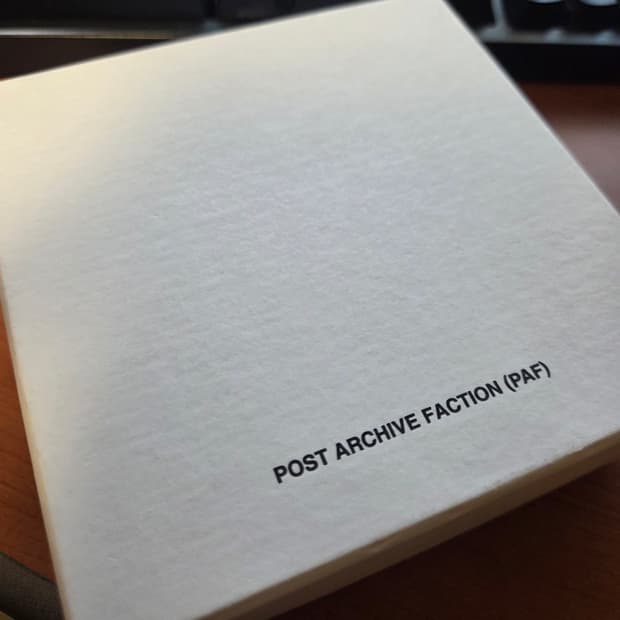 POST ARCHIVE FACTION (PAF)